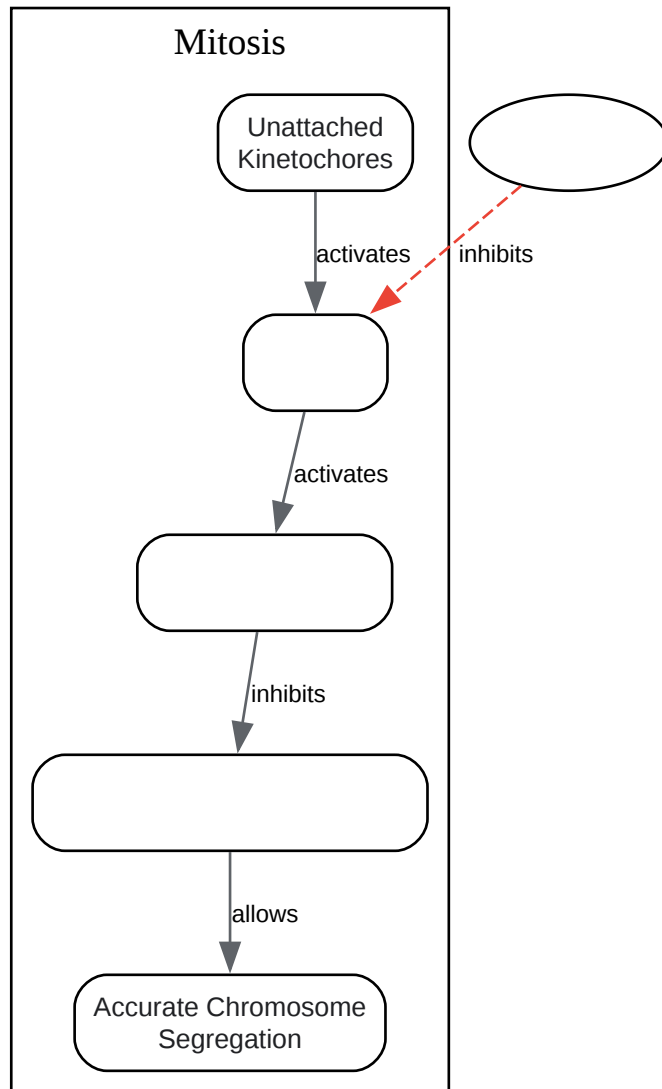 Mitosis
Unattached
Kinetochores
activates
inhibits
activates
inhibits
allows
Accurate Chromosome
Segregation